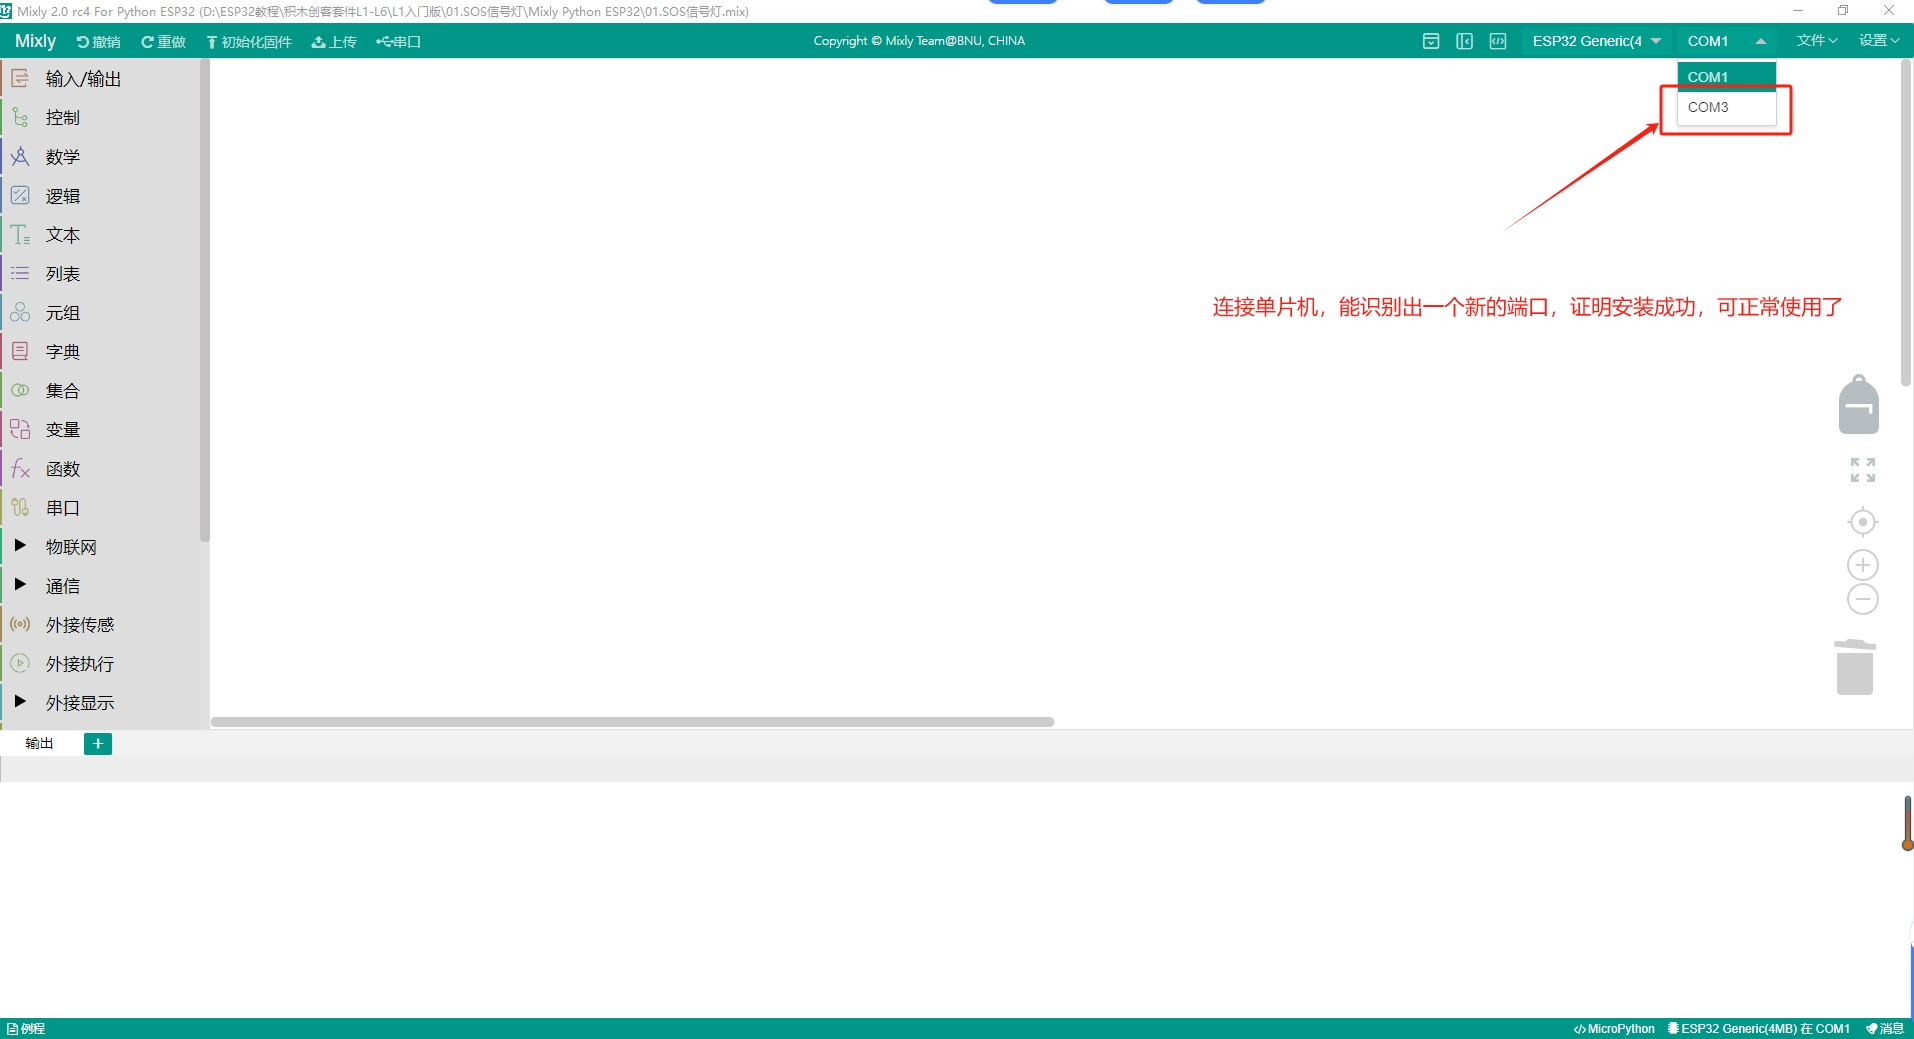 Mixly 2.0 rc4 For Python ESP32 (D:\ESP32教程\积木创客套件L1-L6\L1入门版\01.SOS信号灯\Mixly Python ESP32\01.SOS信号灯.mix)
Mixly 撤销 重做 初始化固件 上传 串口 Copyright © Mixly Team@BNU, CHINA ESP32 Generic(4 COM1 文件 设置
COM1
COM3
输入/输出
控制
数学
逻辑
文本
列表
元组
字典
集合
变量
函数
串口
物联网
通信
外接传感
外接执行
外接显示
连接单片机，能识别出一个新的端口，证明安装成功，可正常使用了
输出 +
例程 MicroPython ESP32 Generic(4MB) 在 COM1 消息